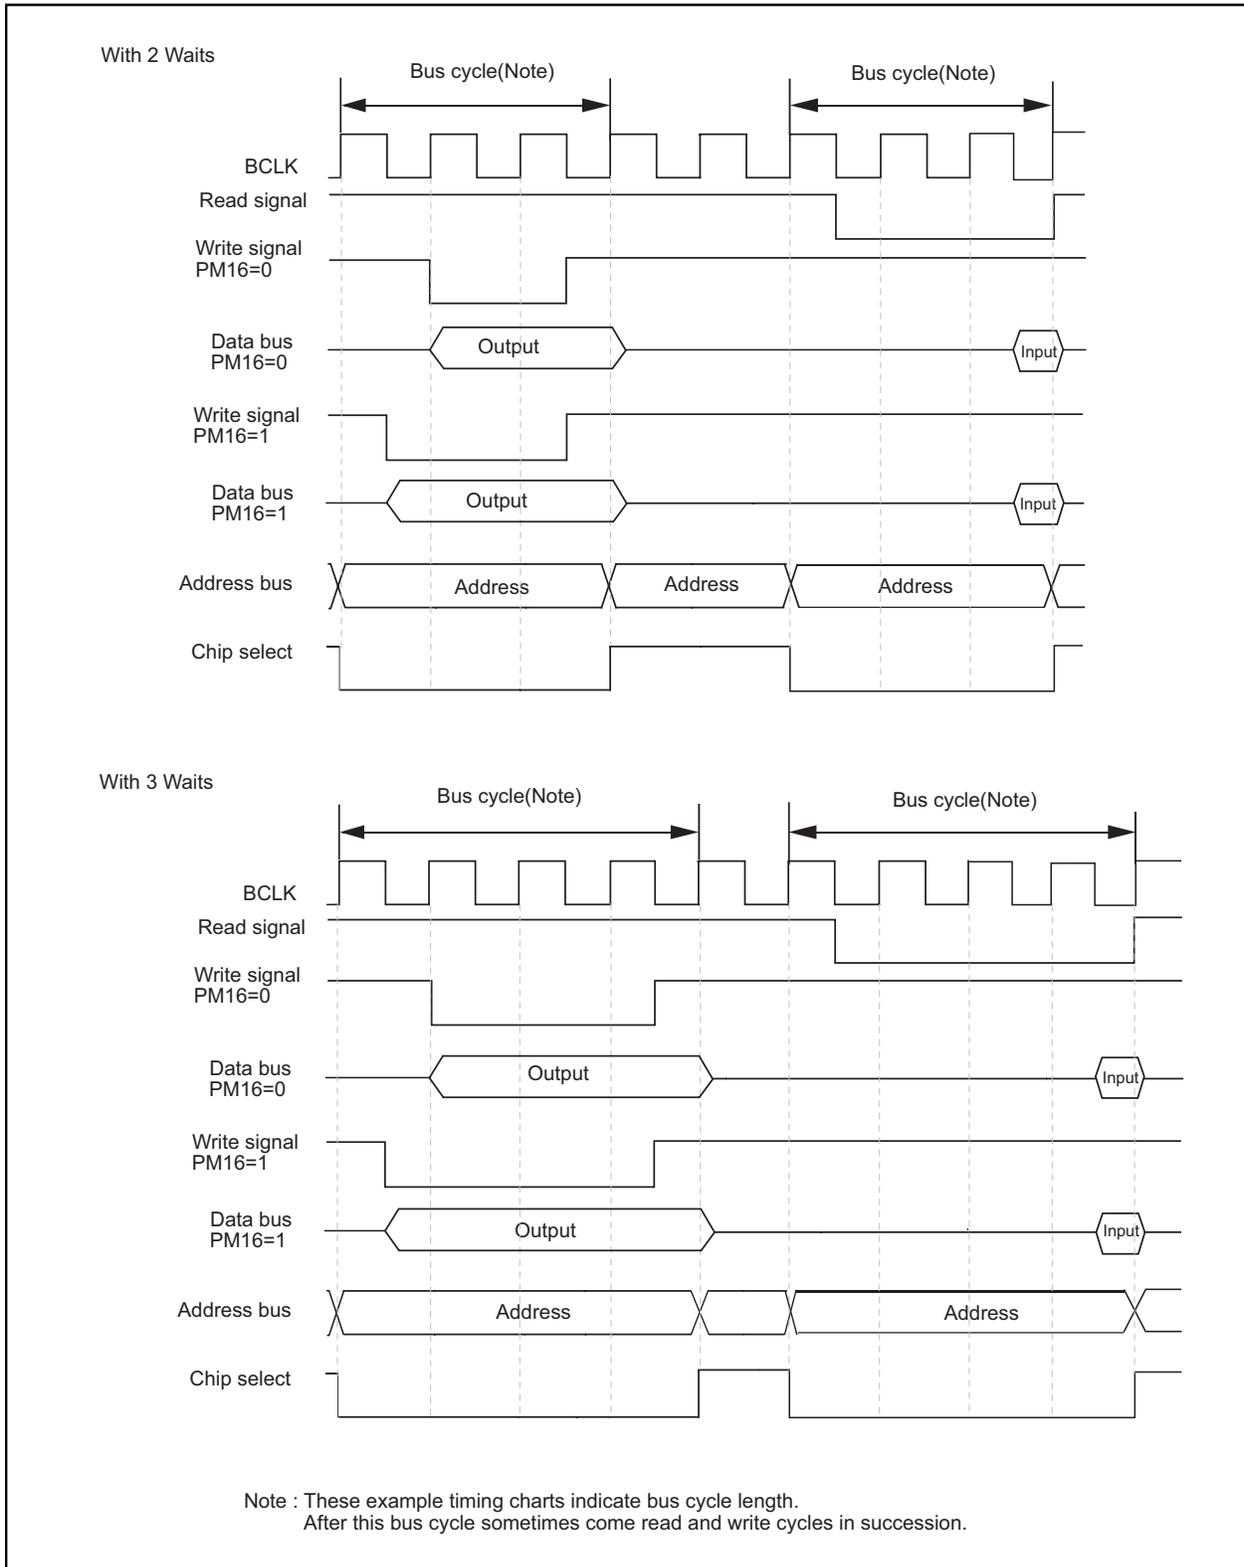 With 2 Waits
Bus cycle(Note)
Bus cycle(Note)
BCLK
Read signal
Write signal
PM16=0
Data bus
PM16=0
Output
Input
Write signal
PM16=1
Data bus
PM16=1
Output
Input
Address bus
Address
Address
Address
Chip select
With 3 Waits
Bus cycle(Note)
Bus cycle(Note)
BCLK
Read signal
Write signal
PM16=0
Data bus
PM16=0
Output
Input
Write signal
PM16=1
Data bus
PM16=1
Output
Input
Address bus
Address
Address
Chip select
Note : These example timing charts indicate bus cycle length.
After this bus cycle sometimes come read and write cycles in succession.